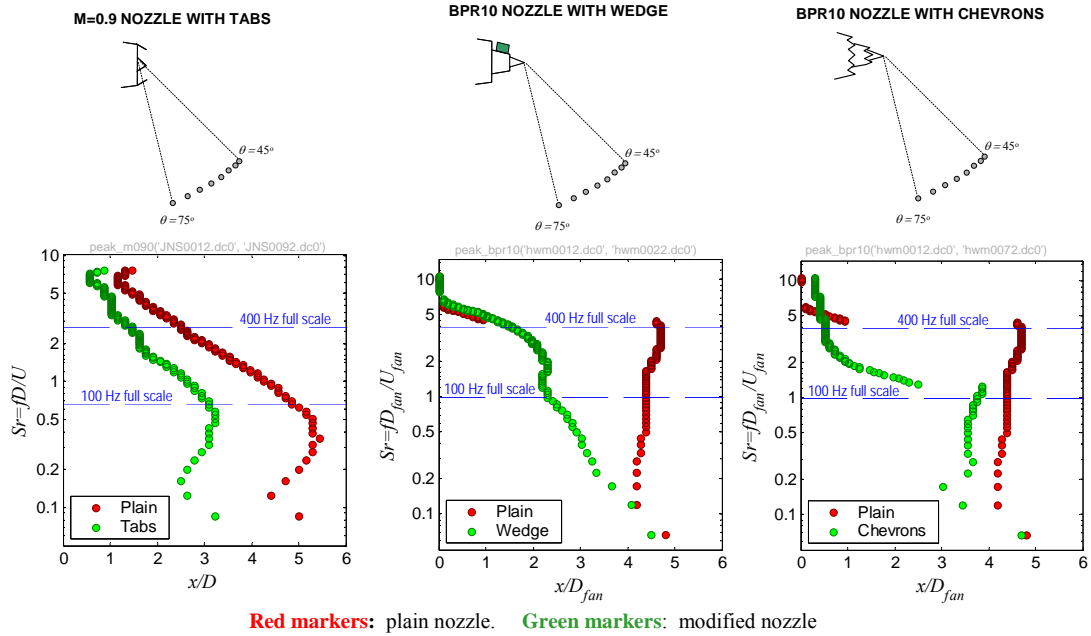 M=0.9 NOZZLE WITH TABS
θ = 45°
θ = 75°
peak_m090('JNS0012.dc0', 'JNS0092.dc0')
10
5
2
1
0.5
0.2
0.1
Sr=fD/U
400 Hz full scale
100 Hz full scale
Plain
Tabs
0 1 2 3 4 5 6
x/D
BPR10 NOZZLE WITH WEDGE
θ = 45°
θ = 75°
peak_bpr10('hwm0012.dc0', 'hwm0022.dc0')
10
5
2
1
0.5
0.2
0.1
Sr=fD_fan/U_fan
400 Hz full scale
100 Hz full scale
Plain
Wedge
0 1 2 3 4 5 6
x/D_fan
BPR10 NOZZLE WITH CHEVRONS
θ = 45°
θ = 75°
peak_bpr10('hwm0012.dc0', 'hwm0072.dc0')
10
5
2
1
0.5
0.2
0.1
Sr=fD_fan/U_fan
400 Hz full scale
100 Hz full scale
Plain
Chevrons
0 1 2 3 4 5 6
x/D_fan
Red markers: plain nozzle. Green markers: modified nozzle